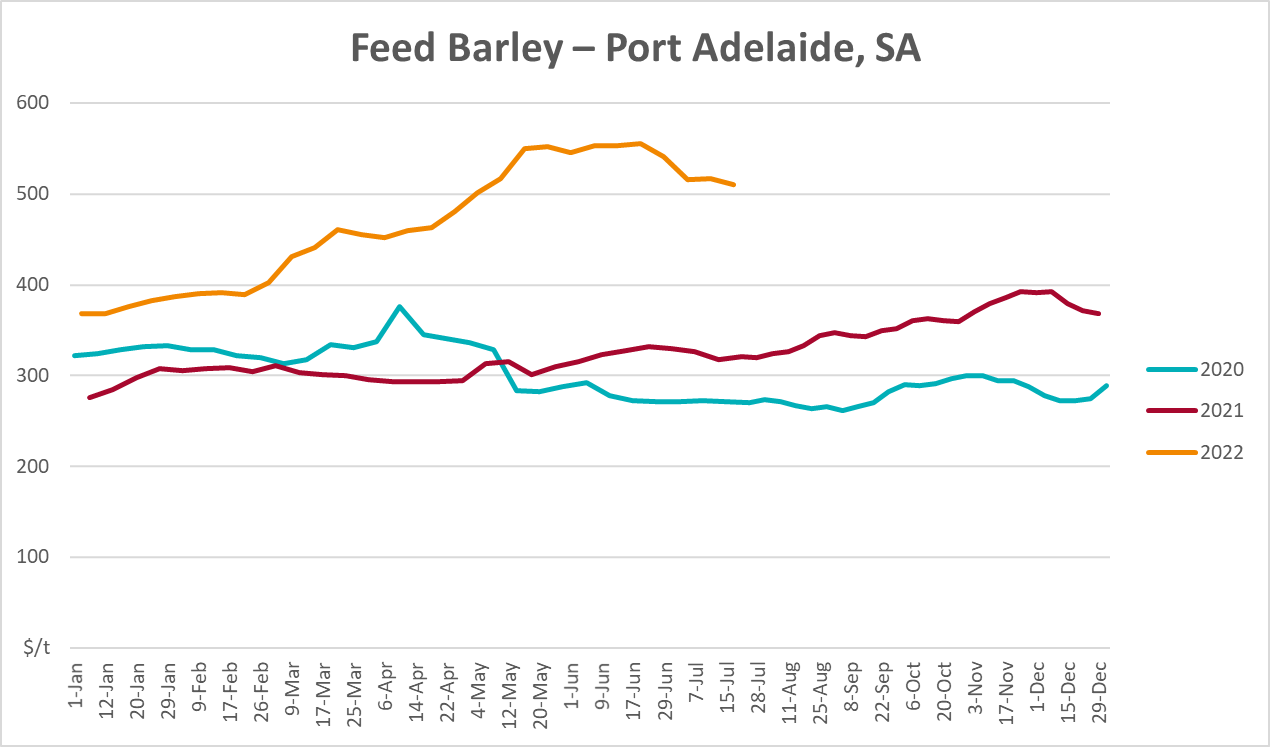 Feed Barley – Port Adelaide, SA
600
500
400
300
200
100
$/t
1-Jan
12-Jan
20-Jan
29-Jan
9-Feb
17-Feb
26-Feb
9-Mar
17-Mar
25-Mar
6-Apr
14-Apr
22-Apr
4-May
12-May
20-May
1-Jun
9-Jun
17-Jun
29-Jun
7-Jul
15-Jul
28-Jul
11-Aug
25-Aug
8-Sep
22-Sep
6-Oct
20-Oct
3-Nov
17-Nov
1-Dec
15-Dec
29-Dec
2020
2021
2022